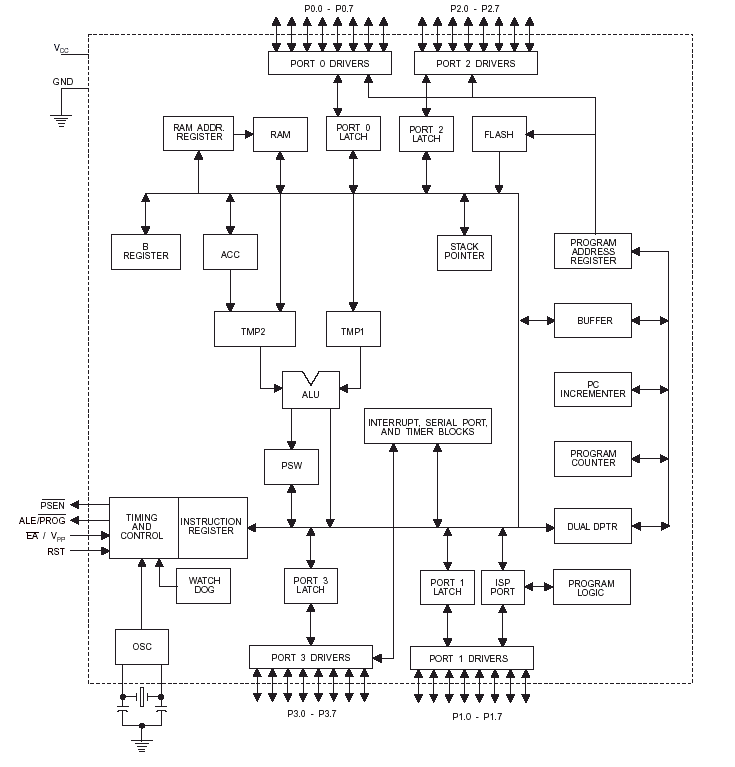 P0.0 - P0.7
P2.0 - P2.7
VCC
GND
PORT 0 DRIVERS
PORT 2 DRIVERS
RAM ADDR.
REGISTER
RAM
PORT 0
LATCH
PORT 2
LATCH
FLASH
B
REGISTER
ACC
STACK
POINTER
PROGRAM
ADDRESS
REGISTER
TMP2
TMP1
BUFFER
ALU
PC
INCREMENTER
INTERRUPT, SERIAL PORT,
AND TIMER BLOCKS
PSW
PROGRAM
COUNTER
PSEN
ALE/PROG
EA / VPP
RST
TIMING
AND
CONTROL
INSTRUCTION
REGISTER
DUAL DPTR
WATCH
DOG
PORT 3
LATCH
PORT 1
LATCH
ISP
PORT
PROGRAM
LOGIC
OSC
PORT 3 DRIVERS
PORT 1 DRIVERS
P3.0 - P3.7
P1.0 - P1.7